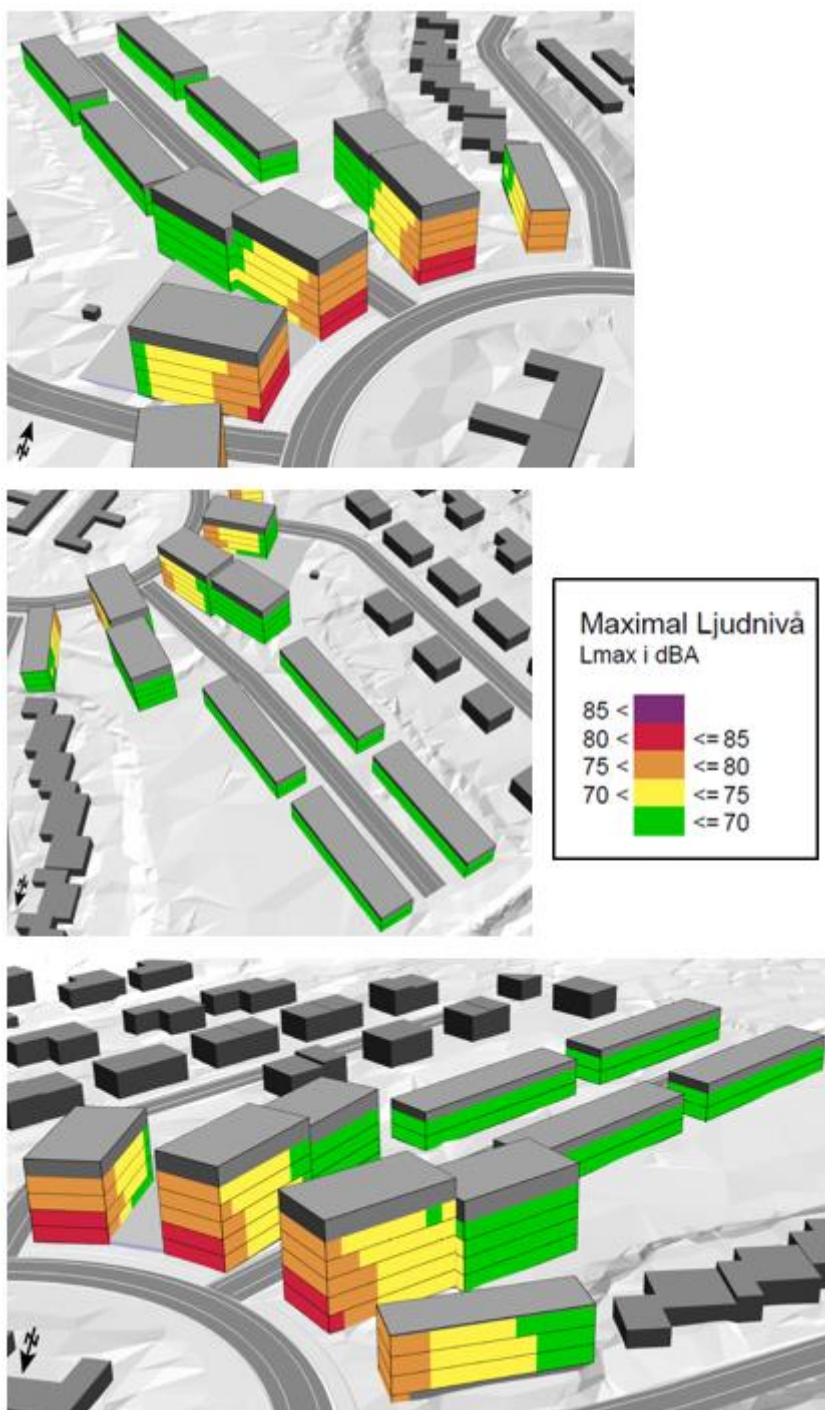 Maximal Ljudnivå
Lmax i dBA
85 <
80 < <= 85
75 < <= 80
70 < <= 75
<= 70